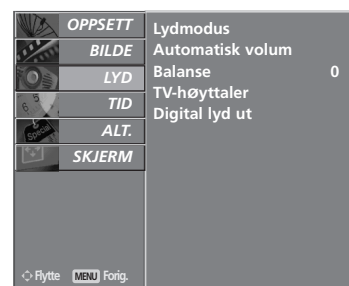 OPPSETT
BILDE
LYD
TID
ALT.
SKJERM
Lydmodus
Automatisk volum
Balanse 0
TV-høyttaler
Digital lyd ut
Flytte MENU Forig.